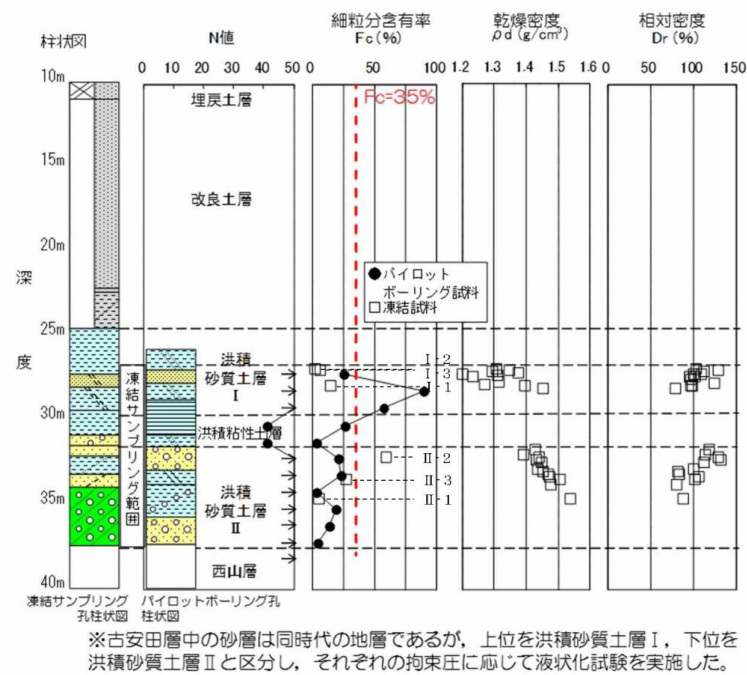 柱状図
N値
細粒分含有率
Fc(%)
乾燥密度
ρd(g/cm³)
相対密度
Dr(%)
0 10 20 30 40 50
0 50 100
1.2 1.3 1.4 1.5 1.6
50 100 150
10m
15m
20m
25m
30m
35m
40m
深
度
埋戻土層
改良土層
Fc=35%
パイロット
ボーリング試料
凍結試料
洪積
砂質土層
Ⅰ
洪積粘性土層
洪積
砂質土層
Ⅱ
西山層
凍結サンプリング範囲
Ⅰ-2
Ⅰ-3
Ⅰ-1
Ⅱ-2
Ⅱ-3
Ⅱ-1
凍結サンプリング
孔柱状図
パイロットボーリング孔
柱状図
※古安田層中の砂層は同時代の地層であるが，上位を洪積砂質土層Ⅰ，下位を
洪積砂質土層Ⅱと区分し，それぞれの拘束圧に応じて液状化試験を実施した。